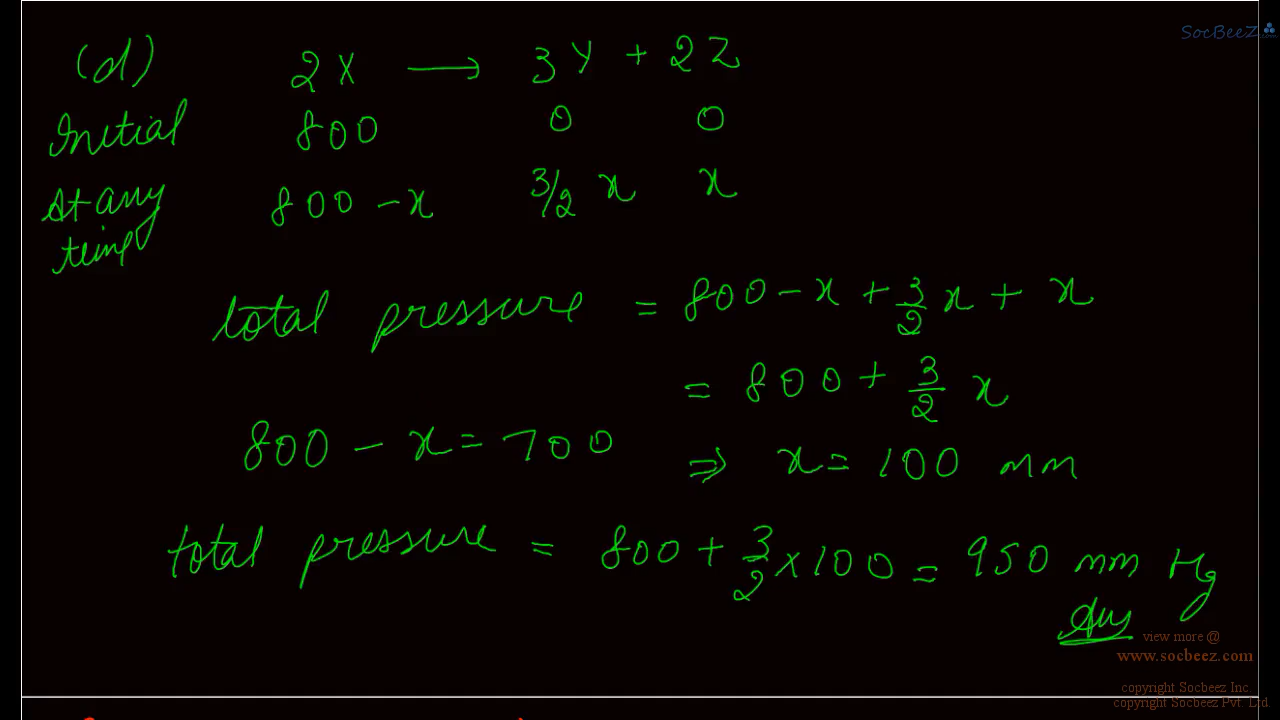 SocBeeZ.com
(d) 2X ⟶ 3Y + 2Z
Initial 800 0 0
At any 800 - x 3/2 x x
time
total pressure = 800 - x + 3/2 x + x
= 800 + 3/2 x
800 - x = 700 ⇒ x = 100 mm
total pressure = 800 + 3/2 × 100 = 950 mm Hg
Ans
view more @
www.socbeez.com
copyright Socbeez Inc.
copyright Socbeez Pvt. Ltd.